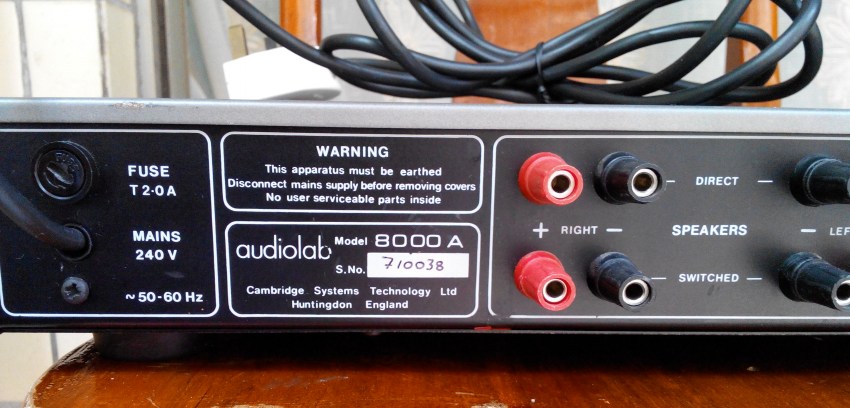 FUSE
T 2·0 A
MAINS
240 V
~ 50-60 Hz
WARNING
This apparatus must be earthed
Disconnect mains supply before removing covers
No user serviceable parts inside
audiolab Model 8000 A
S.No. 710038
Cambridge Systems Technology Ltd
Huntingdon England
DIRECT
+ RIGHT − SPEAKERS − LEF
SWITCHED